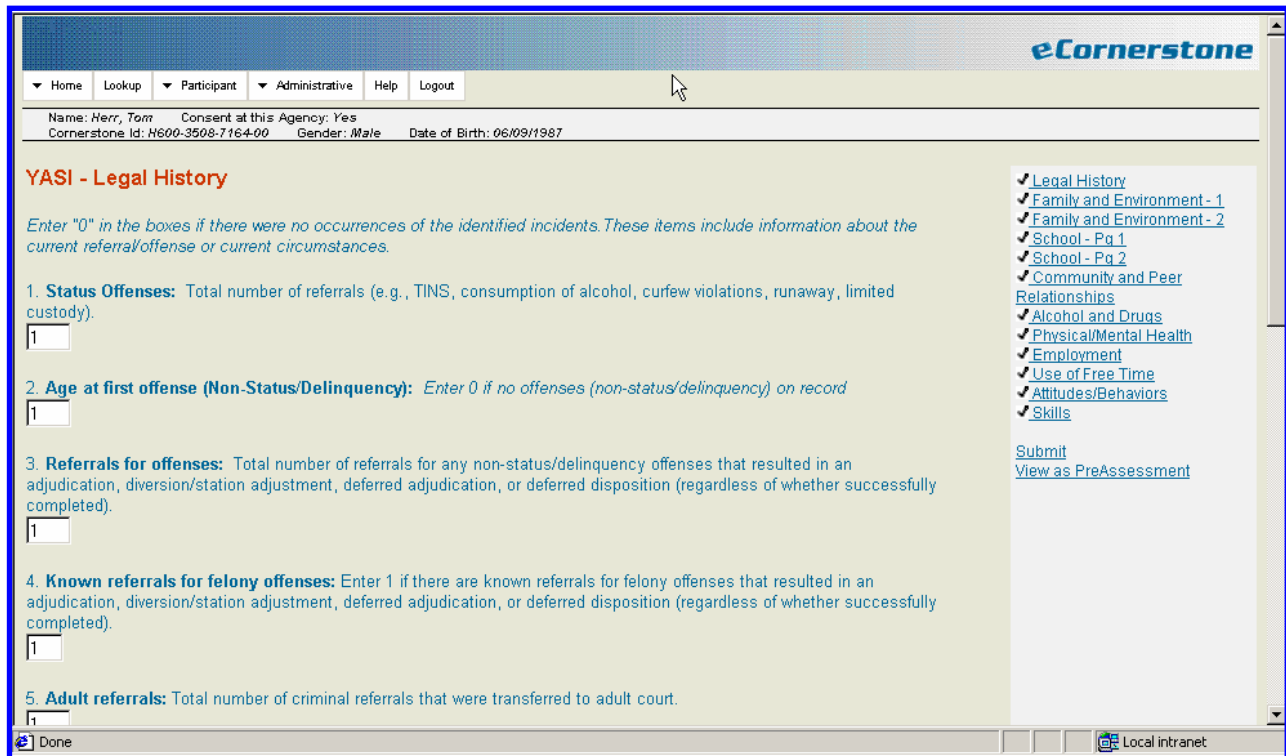 eCornerstone
Home Lookup Participant Administrative Help Logout
Name: Herr, Tom Consent at this Agency: Yes
Cornerstone Id: H600-3508-7164-00 Gender: Male Date of Birth: 06/09/1987
YASI - Legal History
Enter "0" in the boxes if there were no occurrences of the identified incidents.These items include information about the
current referral/offense or current circumstances.
1. Status Offenses: Total number of referrals (e.g., TINS, consumption of alcohol, curfew violations, runaway, limited
custody).
1
2. Age at first offense (Non-Status/Delinquency): Enter 0 if no offenses (non-status/delinquency) on record
1
3. Referrals for offenses: Total number of referrals for any non-status/delinquency offenses that resulted in an
adjudication, diversion/station adjustment, deferred adjudication, or deferred disposition (regardless of whether successfully
completed).
1
4. Known referrals for felony offenses: Enter 1 if there are known referrals for felony offenses that resulted in an
adjudication, diversion/station adjustment, deferred adjudication, or deferred disposition (regardless of whether successfully
completed).
1
5. Adult referrals: Total number of criminal referrals that were transferred to adult court.
1
Legal History
Family and Environment - 1
Family and Environment - 2
School - Pg 1
School - Pg 2
Community and Peer
Relationships
Alcohol and Drugs
Physical/Mental Health
Employment
Use of Free Time
Attitudes/Behaviors
Skills
Submit
View as PreAssessment
Done
Local intranet